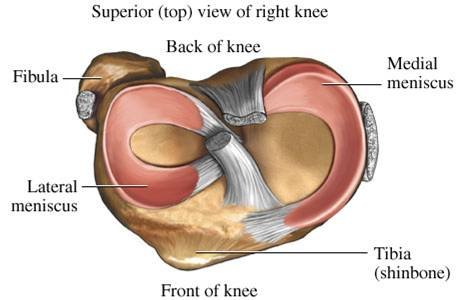 Superior (top) view of right knee
Back of knee
Medial
meniscus
Fibula
Lateral
meniscus
Tibia
(shinbone)
Front of knee